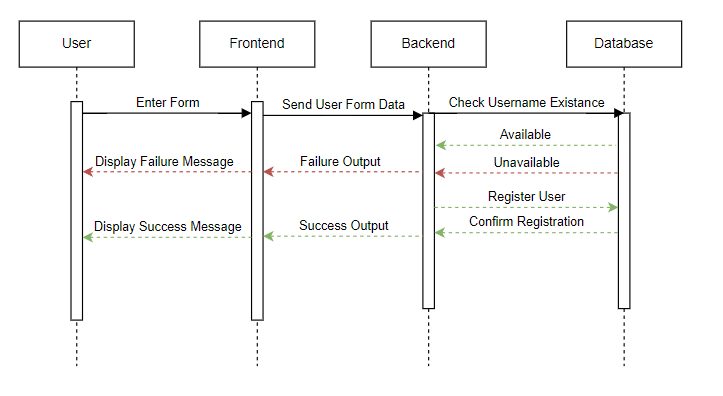 User
Frontend
Backend
Database
Enter Form
Send User Form Data
Check Username Existance
Available
Display Failure Message
Failure Output
Unavailable
Register User
Display Success Message
Success Output
Confirm Registration